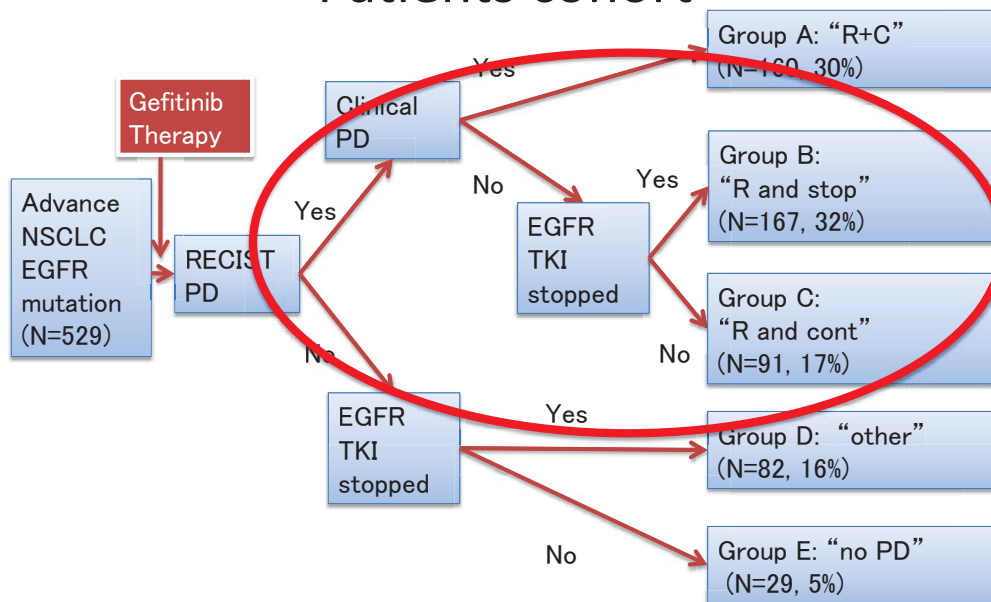 Patients cohort
Gefitinib
Therapy
Advance
NSCLC
EGFR
mutation
(N=529)
RECIST
PD
Yes
No
Clinical
PD
Yes
No
EGFR
TKI
stopped
Yes
No
EGFR
TKI
stopped
Yes
No
Group A: “R+C”
(N=160, 30%)
Group B:
“R and stop”
(N=167, 32%)
Group C:
“R and cont”
(N=91, 17%)
Group D: “other”
(N=82, 16%)
Group E: “no PD”
(N=29, 5%)